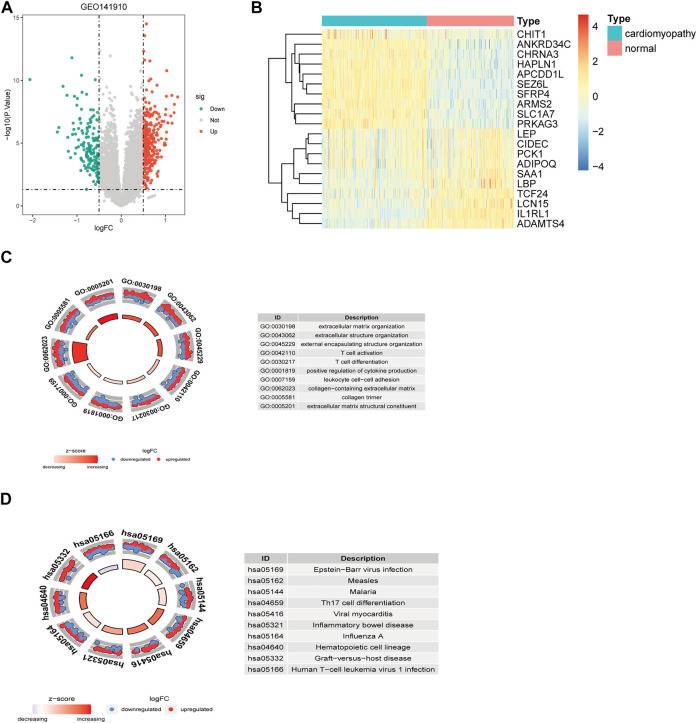 A
GEO141910
15
10
5
0
−log10(P.Value)
−2
−1
0
1
logFC
sig
Down
Not
Up
B
Type
CHIT1
ANKRD34C
CHRNA3
HAPLN1
APCDD1L
SEZ6L
SFRP4
ARMS2
SLC1A7
PRKAG3
LEP
CIDEC
PCK1
ADIPOQ
SAA1
LBP
TCF24
LCN15
IL1RL1
ADAMTS4
4
2
0
−2
−4
Type
cardiomyopathy
normal
C
GO:0030198
GO:0043062
GO:0045229
GO:0042110
GO:0030217
GO:0001819
GO:0007159
GO:0062023
GO:0005581
GO:0005201
z−score
decreasing increasing
logFC
downregulated upregulated
ID Description
GO:0030198 extracellular matrix organization
GO:0043062 extracellular structure organization
GO:0045229 external encapsulating structure organization
GO:0042110 T cell activation
GO:0030217 T cell differentiation
GO:0001819 positive regulation of cytokine production
GO:0007159 leukocyte cell−cell adhesion
GO:0062023 collagen−containing extracellular matrix
GO:0005581 collagen trimer
GO:0005201 extracellular matrix structural constituent
D
hsa05169
hsa05162
hsa05144
hsa04659
hsa05416
hsa05321
hsa05164
hsa04640
hsa05332
hsa05166
z−score
decreasing increasing
logFC
downregulated upregulated
ID Description
hsa05169 Epstein−Barr virus infection
hsa05162 Measles
hsa05144 Malaria
hsa04659 Th17 cell differentiation
hsa05416 Viral myocarditis
hsa05321 Inflammatory bowel disease
hsa05164 Influenza A
hsa04640 Hematopoietic cell lineage
hsa05332 Graft−versus−host disease
hsa05166 Human T−cell leukemia virus 1 infection